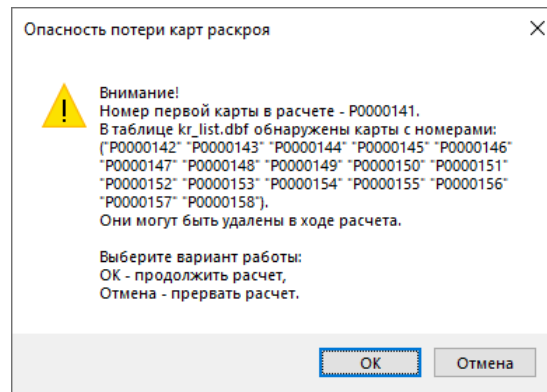 Опасность потери карт раскроя
Внимание!
Номер первой карты в расчете - P0000141.
В таблице kr_list.dbf обнаружены карты с номерами:
("P0000142" "P0000143" "P0000144" "P0000145" "P0000146"
"P0000147" "P0000148" "P0000149" "P0000150" "P0000151"
"P0000152" "P0000153" "P0000154" "P0000155" "P0000156"
"P0000157" "P0000158").
Они могут быть удалены в ходе расчета.
Выберите вариант работы:
ОК - продолжить расчет,
Отмена - прервать расчет.
ОК
Отмена